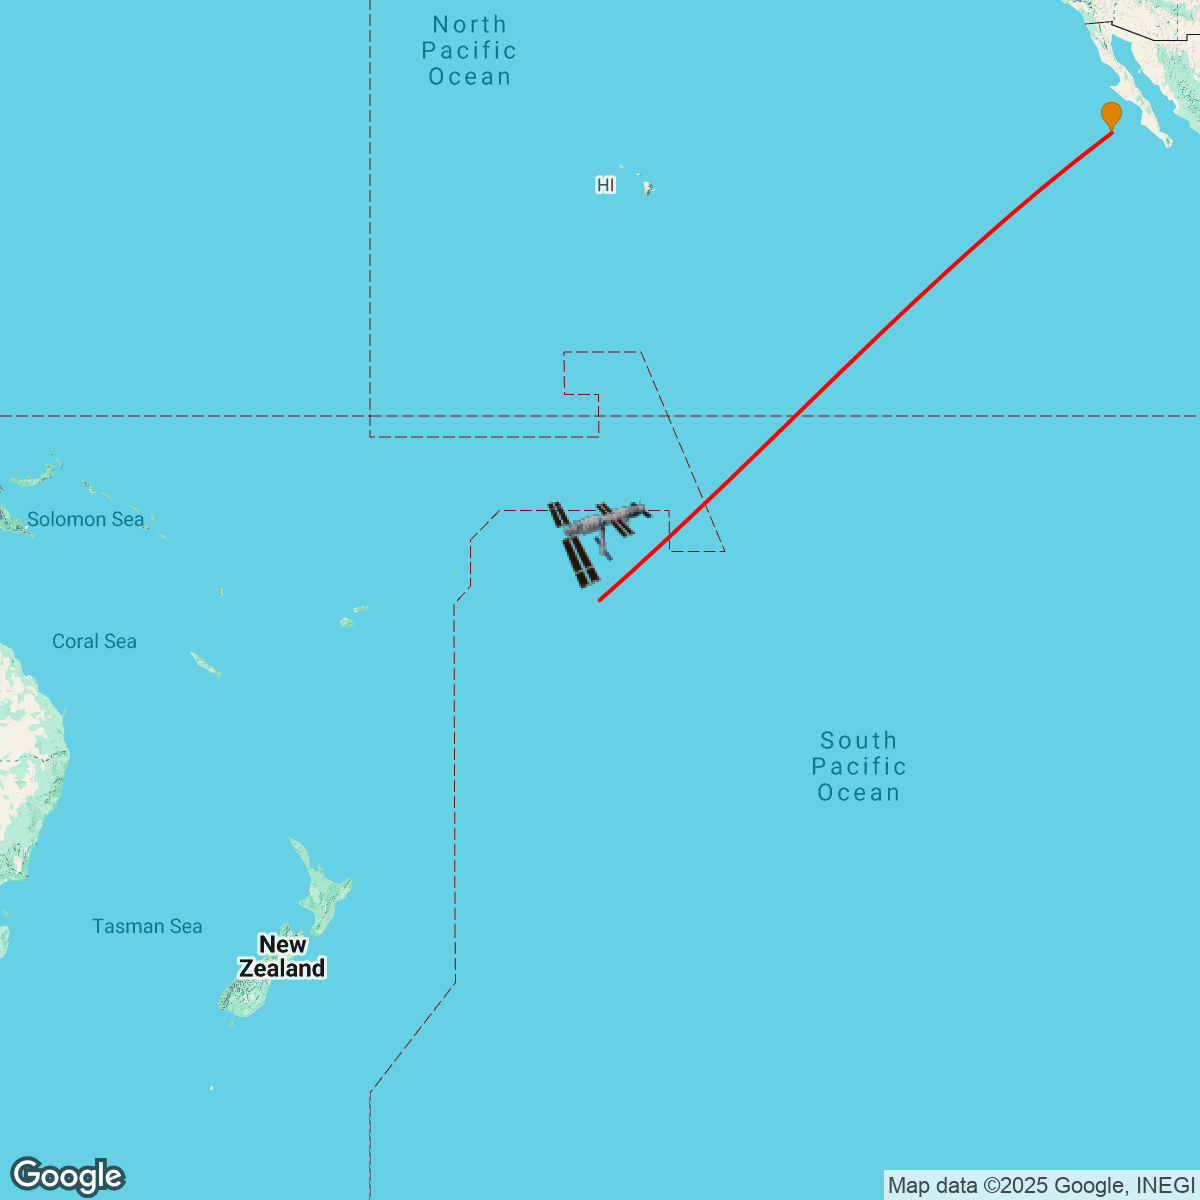 North
Pacific
Ocean
HI
Solomon Sea
Coral Sea
South
Pacific
Ocean
Tasman Sea
New
Zealand
Google
Map data ©2025 Google, INEGI